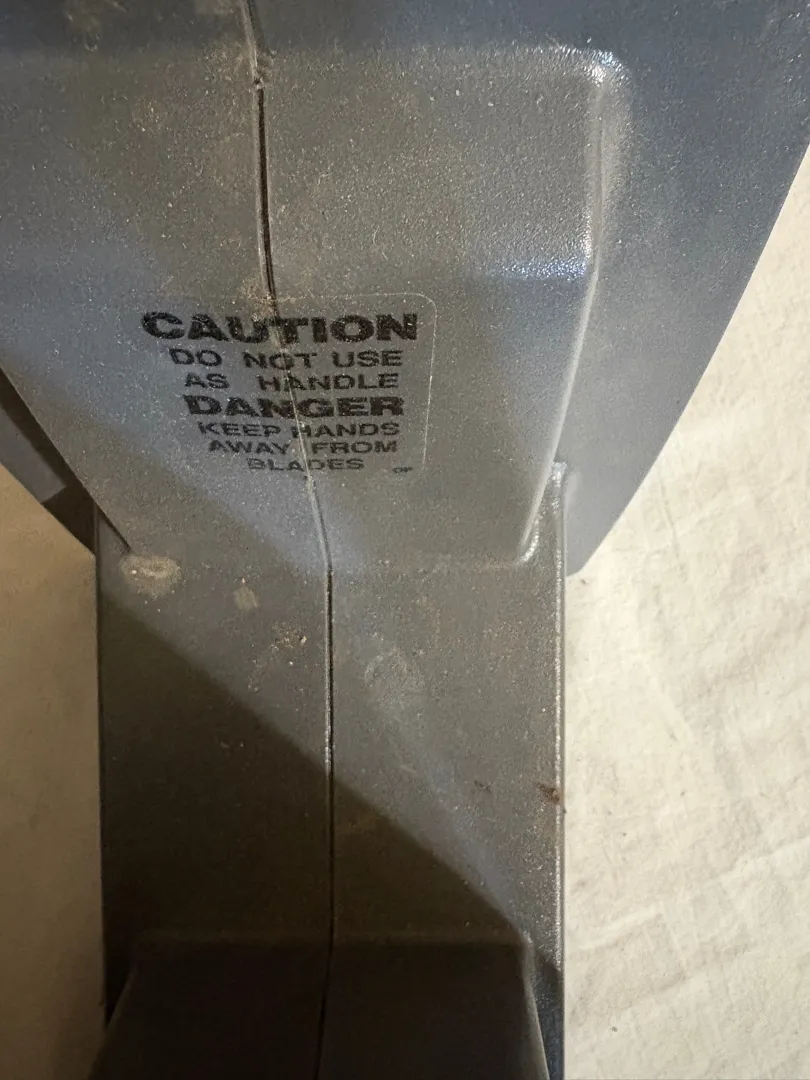 CAUTION
DO NOT USE
AS HANDLE
DANGER
KEEP HANDS
AWAY FROM
BLADES